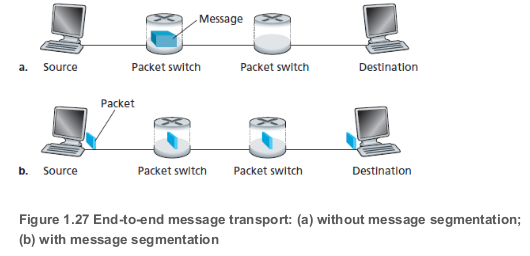 Message
a. Source Packet switch Packet switch Destination
Packet
b. Source Packet switch Packet switch Destination
Figure 1.27 End-to-end message transport: (a) without message segmentation;
(b) with message segmentation